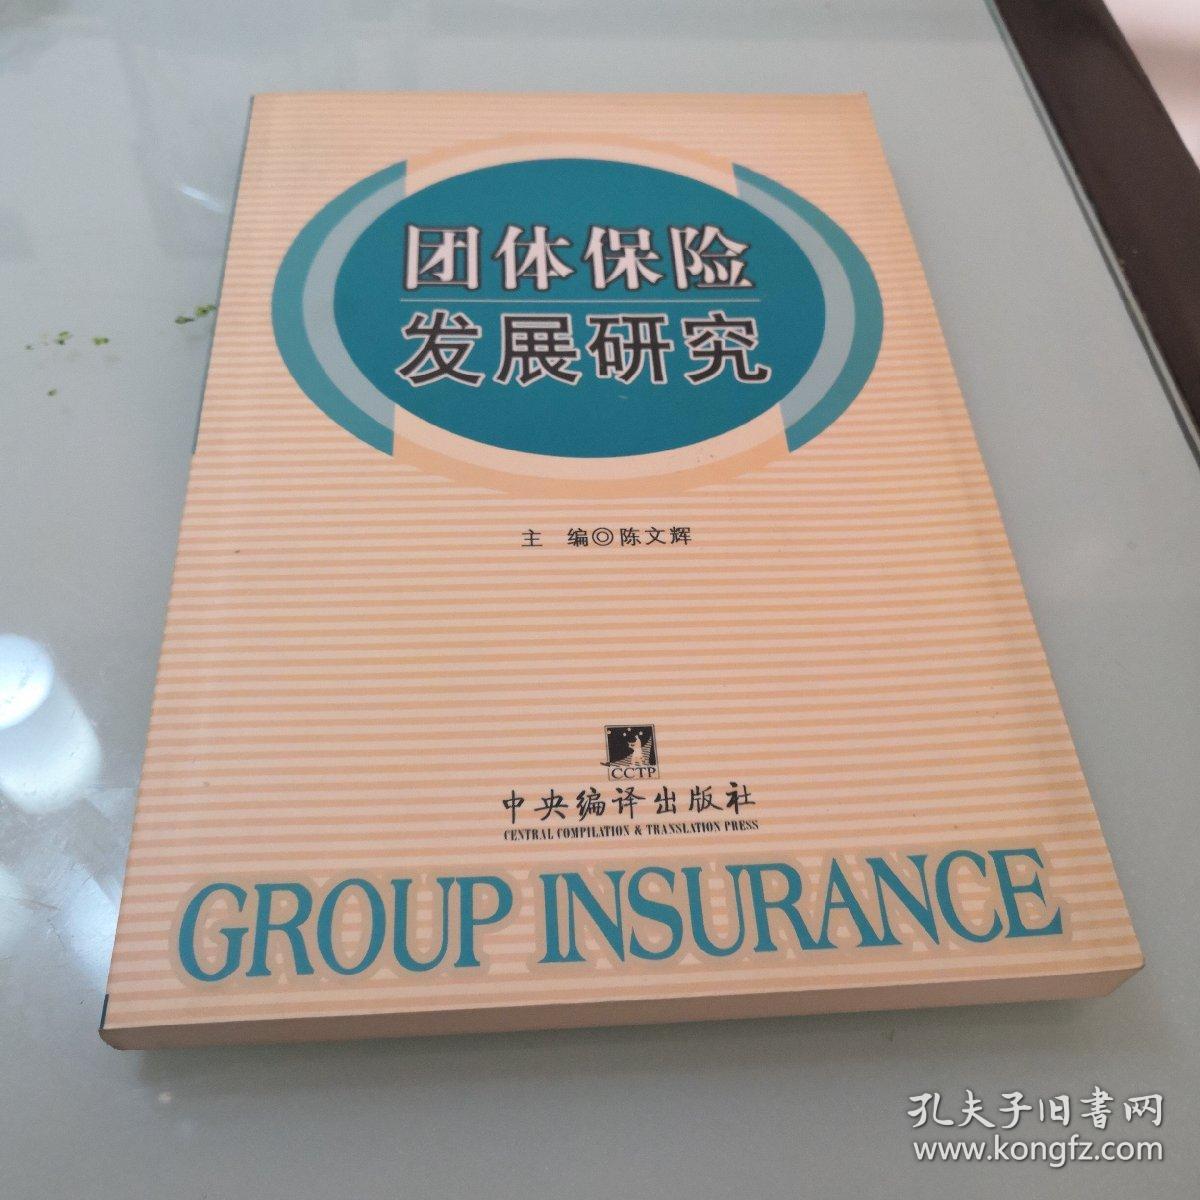 团体保险
发展研究
主 编◎陈文辉
CCTP
中央编译出版社
CENTRAL COMPILATION & TRANSLATION PRESS
GROUP INSURANCE
孔夫子旧書网
www.kongfz.com